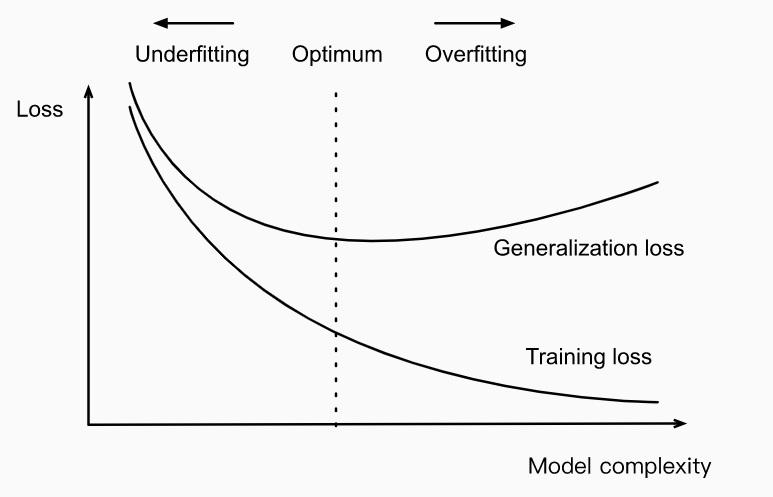 Underfitting Optimum Overfitting
Loss
Generalization loss
Training loss
Model complexity